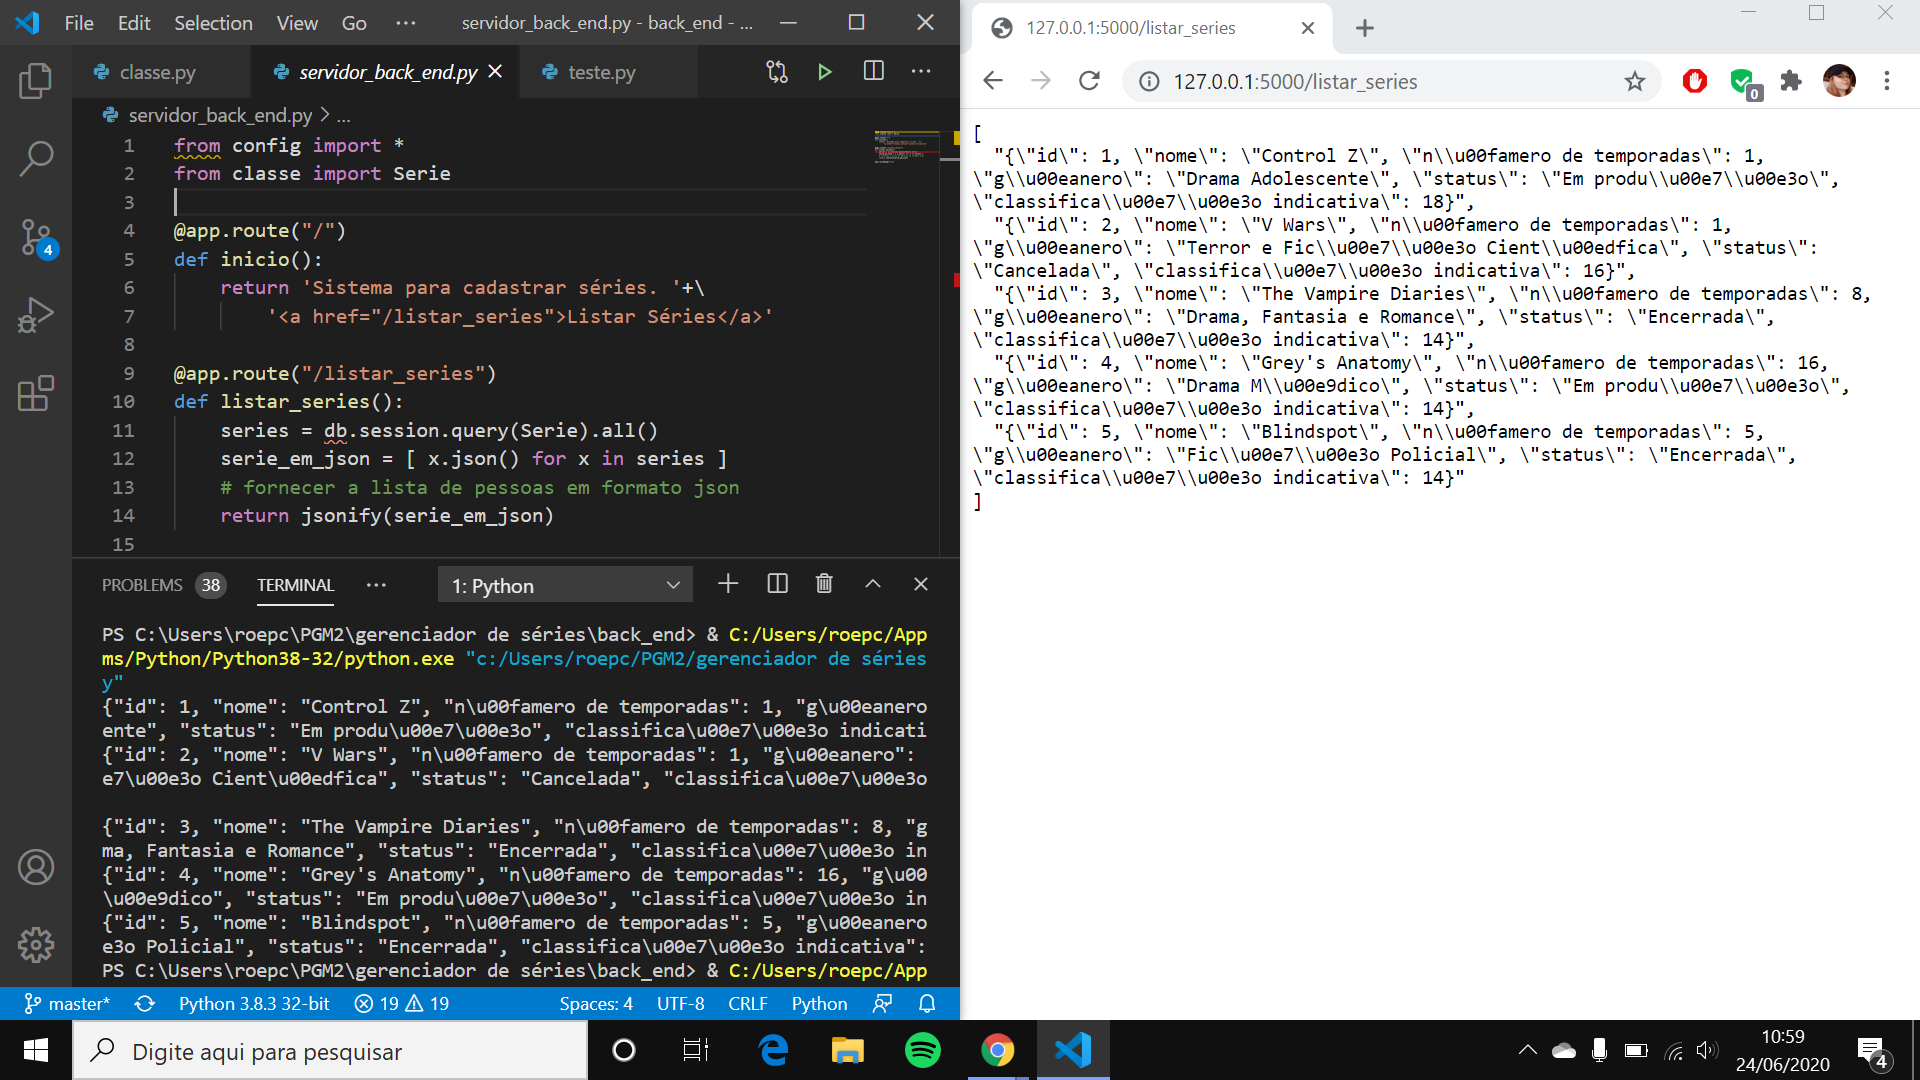 File Edit Selection View Go ··· servidor_back_end.py - back_end - ...
classe.py servidor_back_end.py teste.py
servidor_back_end.py > ...
1 from config import *
2 from classe import Serie
3
4 @app.route("/")
5 def inicio():
6 return 'Sistema para cadastrar séries. '+\
7 '<a href="/listar_series">Listar Séries</a>'
8
9 @app.route("/listar_series")
10 def listar_series():
11 series = db.session.query(Serie).all()
12 serie_em_json = [ x.json() for x in series ]
13 # fornecer a lista de pessoas em formato json
14 return jsonify(serie_em_json)
15
PROBLEMS 38 TERMINAL ··· 1: Python
PS C:\Users\roepc\PGM2\gerenciador de séries\back_end> & C:/Users/roepc/App
ms/Python/Python38-32/python.exe "c:/Users/roepc/PGM2/gerenciador de séries
y"
{"id": 1, "nome": "Control Z", "n\u00famero de temporadas": 1, "g\u00eanero
ente", "status": "Em produ\u00e7\u00e3o", "classifica\u00e7\u00e3o indicati
{"id": 2, "nome": "V Wars", "n\u00famero de temporadas": 1, "g\u00eanero":
e7\u00e3o Cient\u00edfica", "status": "Cancelada", "classifica\u00e7\u00e3o
{"id": 3, "nome": "The Vampire Diaries", "n\u00famero de temporadas": 8, "g
ma, Fantasia e Romance", "status": "Encerrada", "classifica\u00e7\u00e3o in
{"id": 4, "nome": "Grey's Anatomy", "n\u00famero de temporadas": 16, "g\u00
\u00e9dico", "status": "Em produ\u00e7\u00e3o", "classifica\u00e7\u00e3o in
{"id": 5, "nome": "Blindspot", "n\u00famero de temporadas": 5, "g\u00eanero
e3o Policial", "status": "Encerrada", "classifica\u00e7\u00e3o indicativa":
PS C:\Users\roepc\PGM2\gerenciador de séries\back_end> & C:/Users/roepc/App
4
master* Python 3.8.3 32-bit 19 19 Spaces: 4 UTF-8 CRLF Python
127.0.0.1:5000/listar_series
127.0.0.1:5000/listar_series 0
[
"{\"id\": 1, \"nome\": \"Control Z\", \"n\\u00famero de temporadas\": 1,
\"g\\u00eanero\": \"Drama Adolescente\", \"status\": \"Em produ\\u00e7\\u00e3o\",
\"classifica\\u00e7\\u00e3o indicativa\": 18}",
"{\"id\": 2, \"nome\": \"V Wars\", \"n\\u00famero de temporadas\": 1,
\"g\\u00eanero\": \"Terror e Fic\\u00e7\\u00e3o Cient\\u00edfica\", \"status\":
\"Cancelada\", \"classifica\\u00e7\\u00e3o indicativa\": 16}",
"{\"id\": 3, \"nome\": \"The Vampire Diaries\", \"n\\u00famero de temporadas\": 8,
\"g\\u00eanero\": \"Drama, Fantasia e Romance\", \"status\": \"Encerrada\",
\"classifica\\u00e7\\u00e3o indicativa\": 14}",
"{\"id\": 4, \"nome\": \"Grey's Anatomy\", \"n\\u00famero de temporadas\": 16,
\"g\\u00eanero\": \"Drama M\\u00e9dico\", \"status\": \"Em produ\\u00e7\\u00e3o\",
\"classifica\\u00e7\\u00e3o indicativa\": 14}",
"{\"id\": 5, \"nome\": \"Blindspot\", \"n\\u00famero de temporadas\": 5,
\"g\\u00eanero\": \"Fic\\u00e7\\u00e3o Policial\", \"status\": \"Encerrada\",
\"classifica\\u00e7\\u00e3o indicativa\": 14}"
]
Digite aqui para pesquisar
10:59
24/06/2020
4